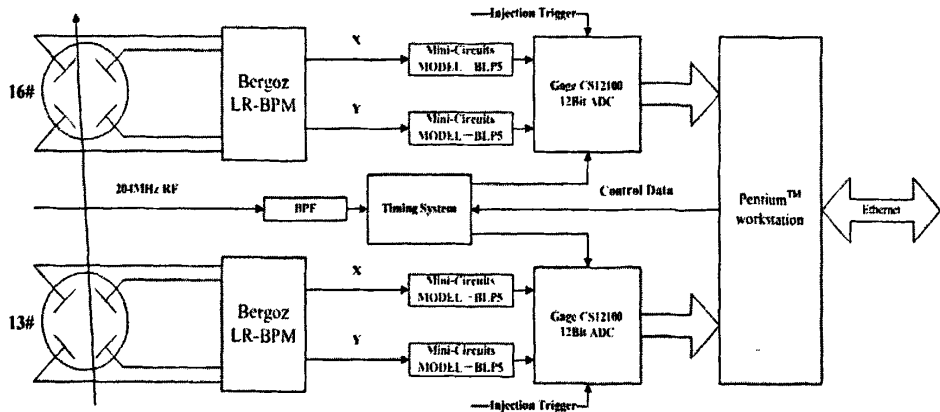 Injection Trigger
16#
Bergoz
LR-BPM
X
Y
Mini-Circuits
MODEL－BLP5
Mini-Circuits
MODEL－BLP5
Gage CS12100
12Bit ADC
204MHz RF
BPF
Timing System
Control Data
Pentium™
workstation
Ethernet
13#
Bergoz
LR-BPM
X
Y
Mini-Circuits
MODEL－BLP5
Mini-Circuits
MODEL－BLP5
Gage CS12100
12Bit ADC
Injection Trigger